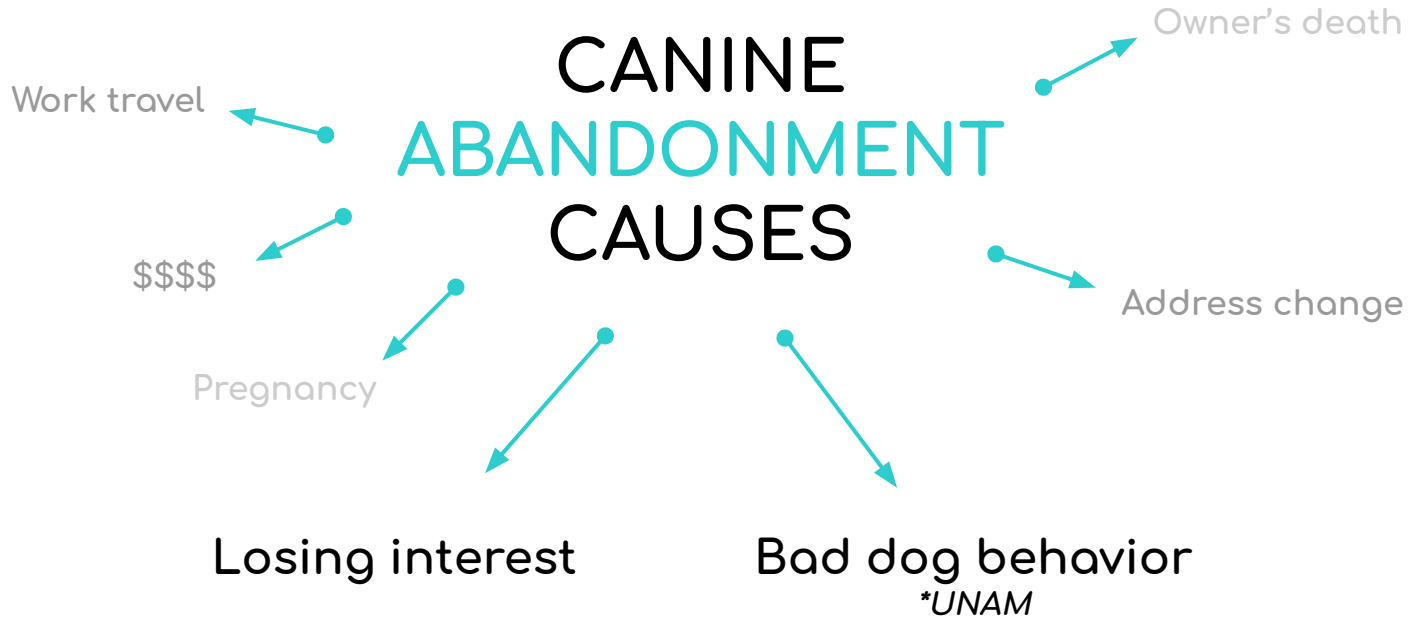 CANINE
ABANDONMENT
CAUSES
Owner’s death
Work travel
$$$$
Address change
Pregnancy
Losing interest
Bad dog behavior
*UNAM